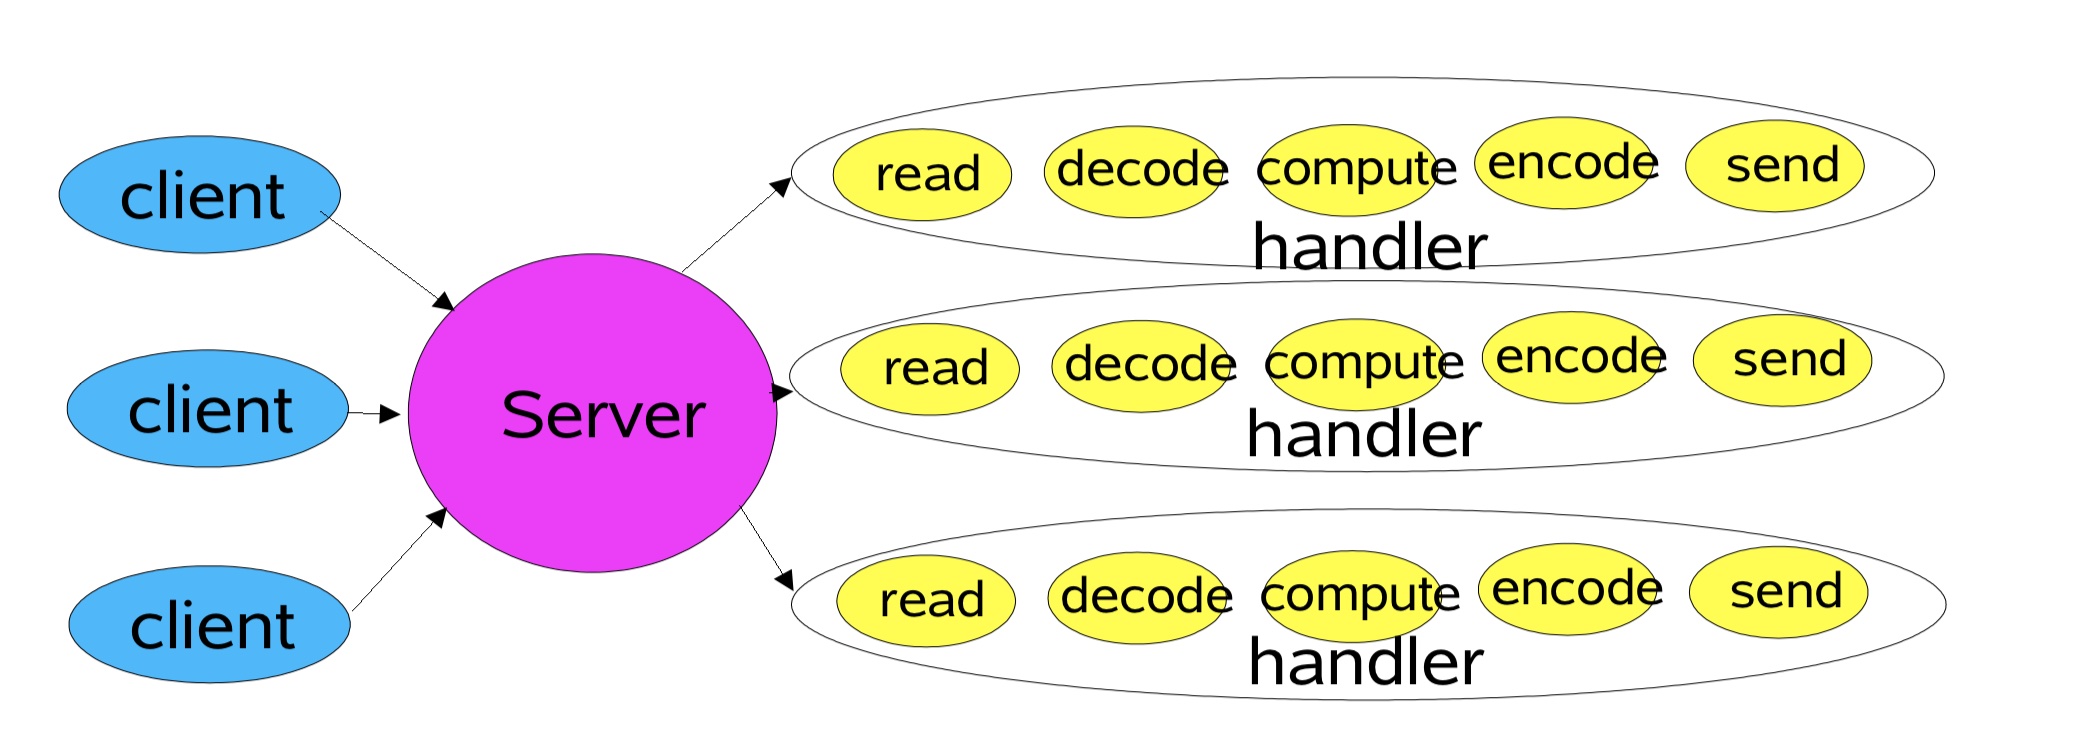 client
client
client
Server
read decode compute encode send
handler
read decode compute encode send
handler
read decode compute encode send
handler